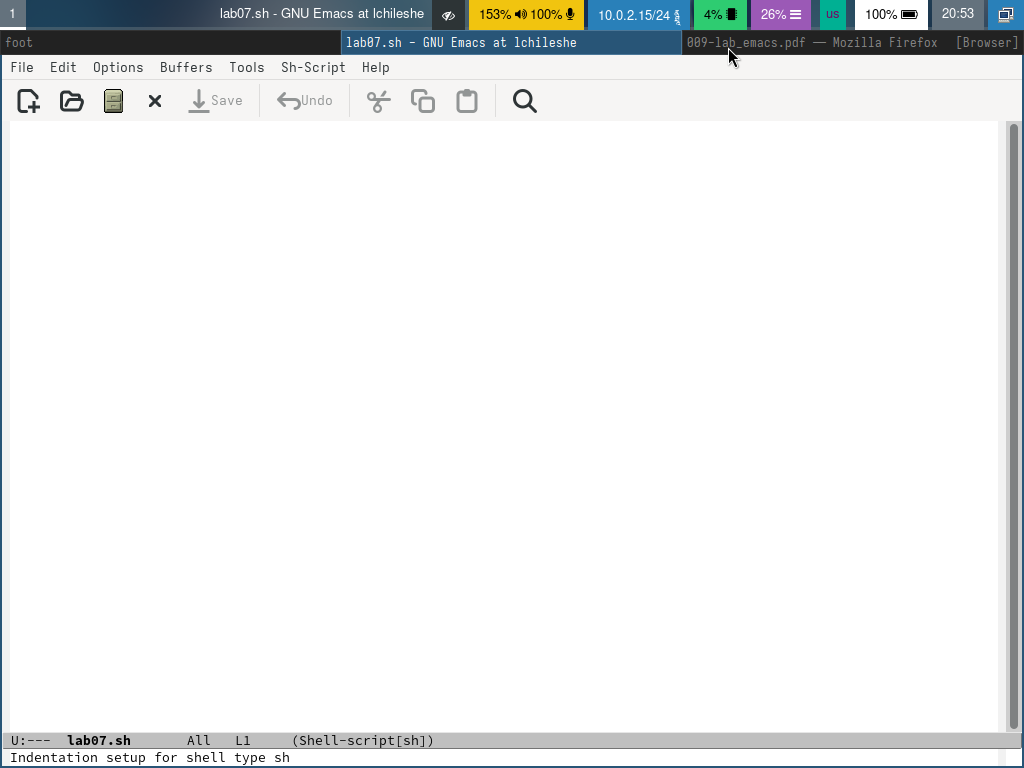 1 lab07.sh - GNU Emacs at lchileshe 153% 100% 10.0.2.15/24 4% 26% us 100% 20:53
foot lab07.sh - GNU Emacs at lchileshe 009-lab_emacs.pdf — Mozilla Firefox [Browser]
File Edit Options Buffers Tools Sh-Script Help
Save Undo
U:--- lab07.sh All L1 (Shell-script[sh])
Indentation setup for shell type sh